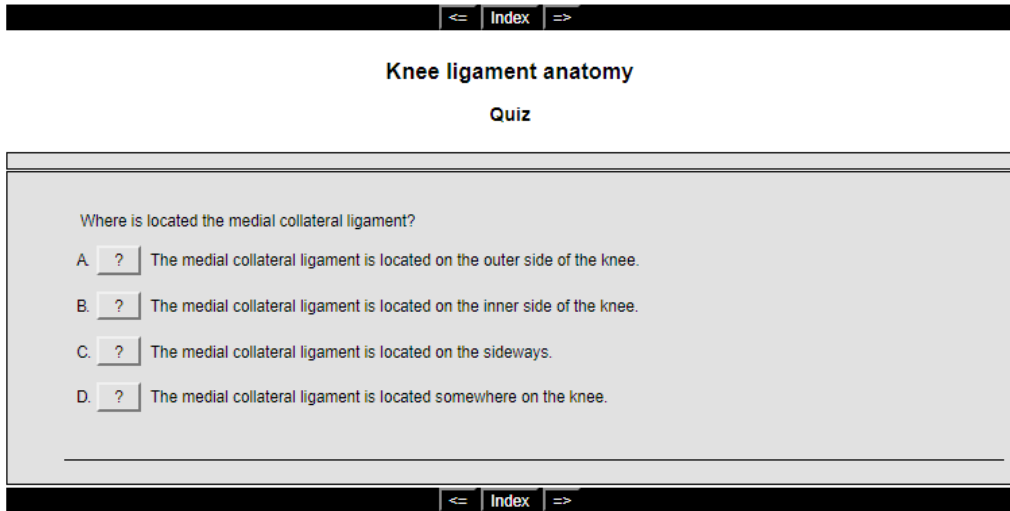 <= Index =>
Knee ligament anatomy
Quiz
Where is located the medial collateral ligament?
A. ? The medial collateral ligament is located on the outer side of the knee.
B. ? The medial collateral ligament is located on the inner side of the knee.
C. ? The medial collateral ligament is located on the sideways.
D. ? The medial collateral ligament is located somewhere on the knee.
<= Index =>